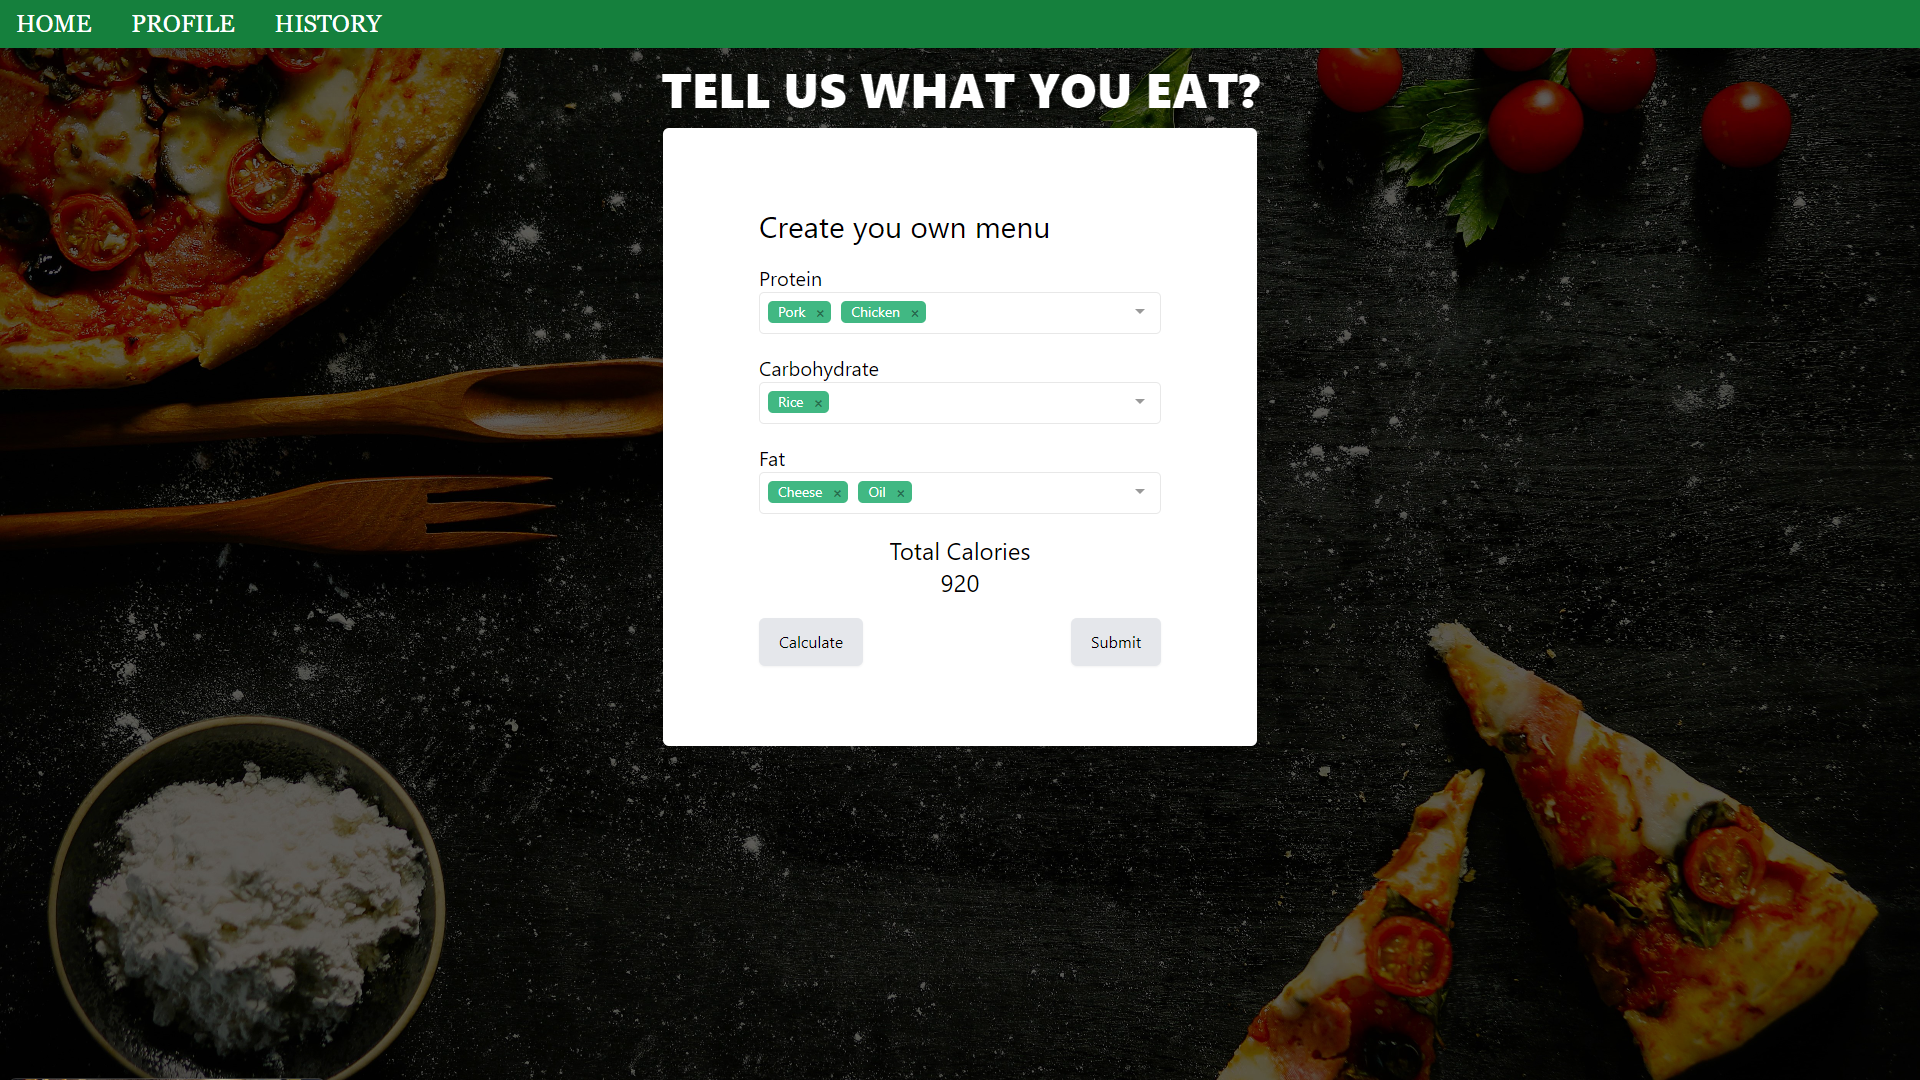 HOME PROFILE HISTORY
TELL US WHAT YOU EAT?
Create you own menu
Protein
Pork × Chicken ×
Carbohydrate
Rice ×
Fat
Cheese × Oil ×
Total Calories
920
Calculate Submit